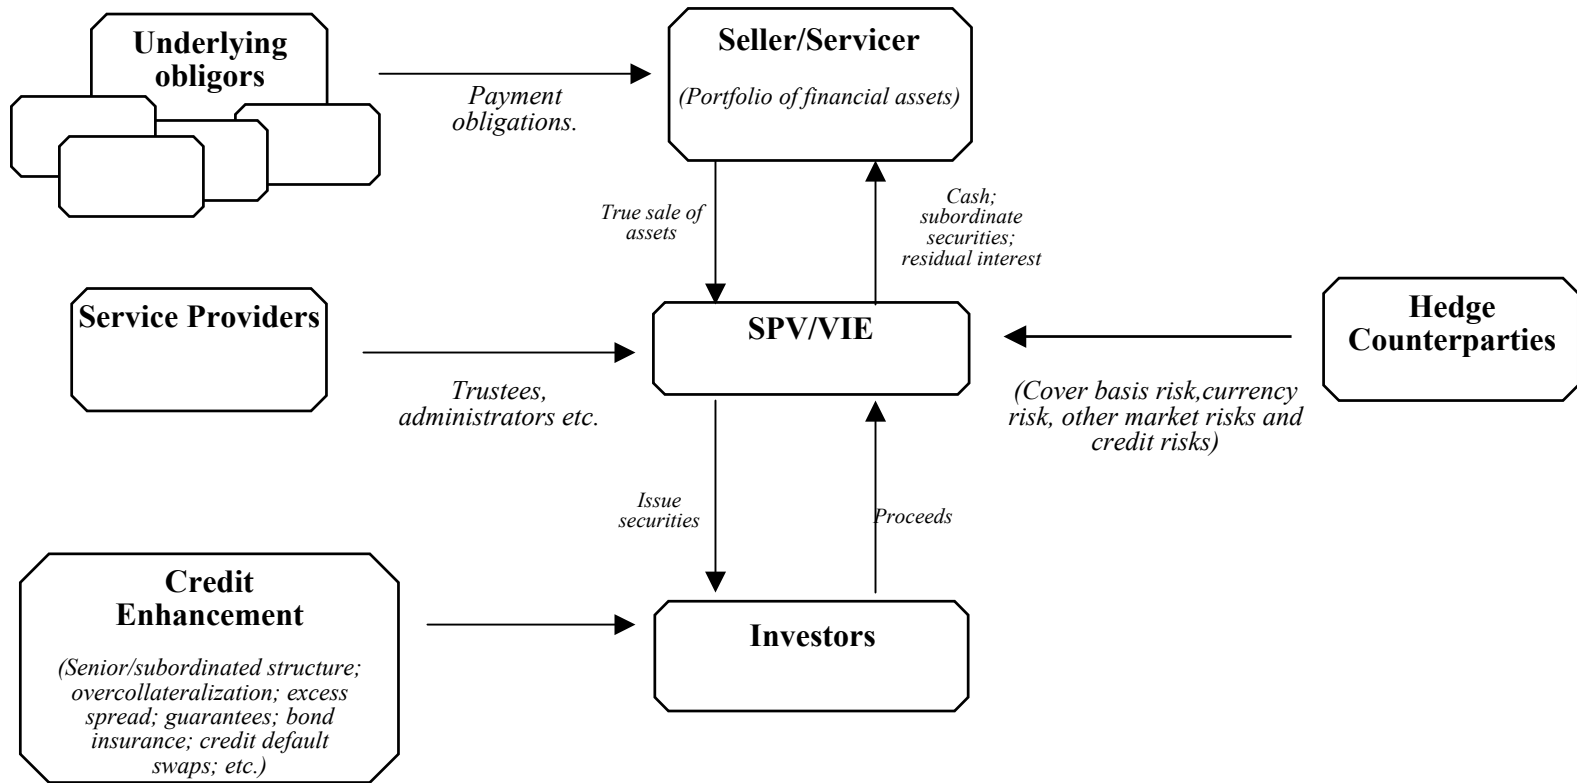 Underlying
obligors
Payment
obligations.
Seller/Servicer
(Portfolio of financial assets)
True sale of
assets
Cash;
subordinate
securities;
residual interest
Service Providers
Trustees,
administrators etc.
SPV/VIE
Hedge
Counterparties
(Cover basis risk,currency
risk, other market risks and
credit risks)
Issue
securities
Proceeds
Credit
Enhancement
(Senior/subordinated structure;
overcollateralization; excess
spread; guarantees; bond
insurance; credit default
swaps; etc.)
Investors